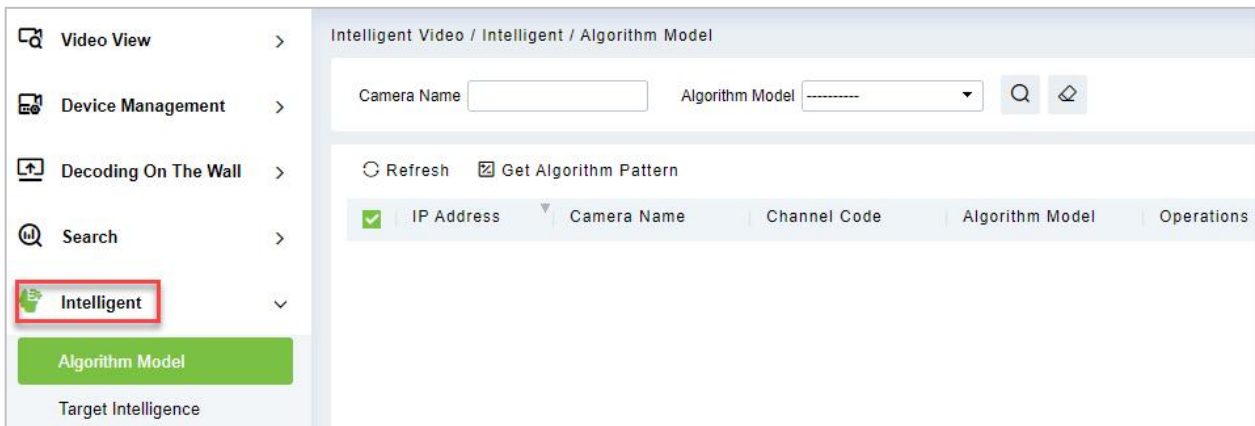 Video View
Device Management
Decoding On The Wall
Search
Intelligent
Algorithm Model
Target Intelligence
Intelligent Video / Intelligent / Algorithm Model
Camera Name Algorithm Model ----------
Refresh Get Algorithm Pattern
IP Address Camera Name Channel Code Algorithm Model Operations